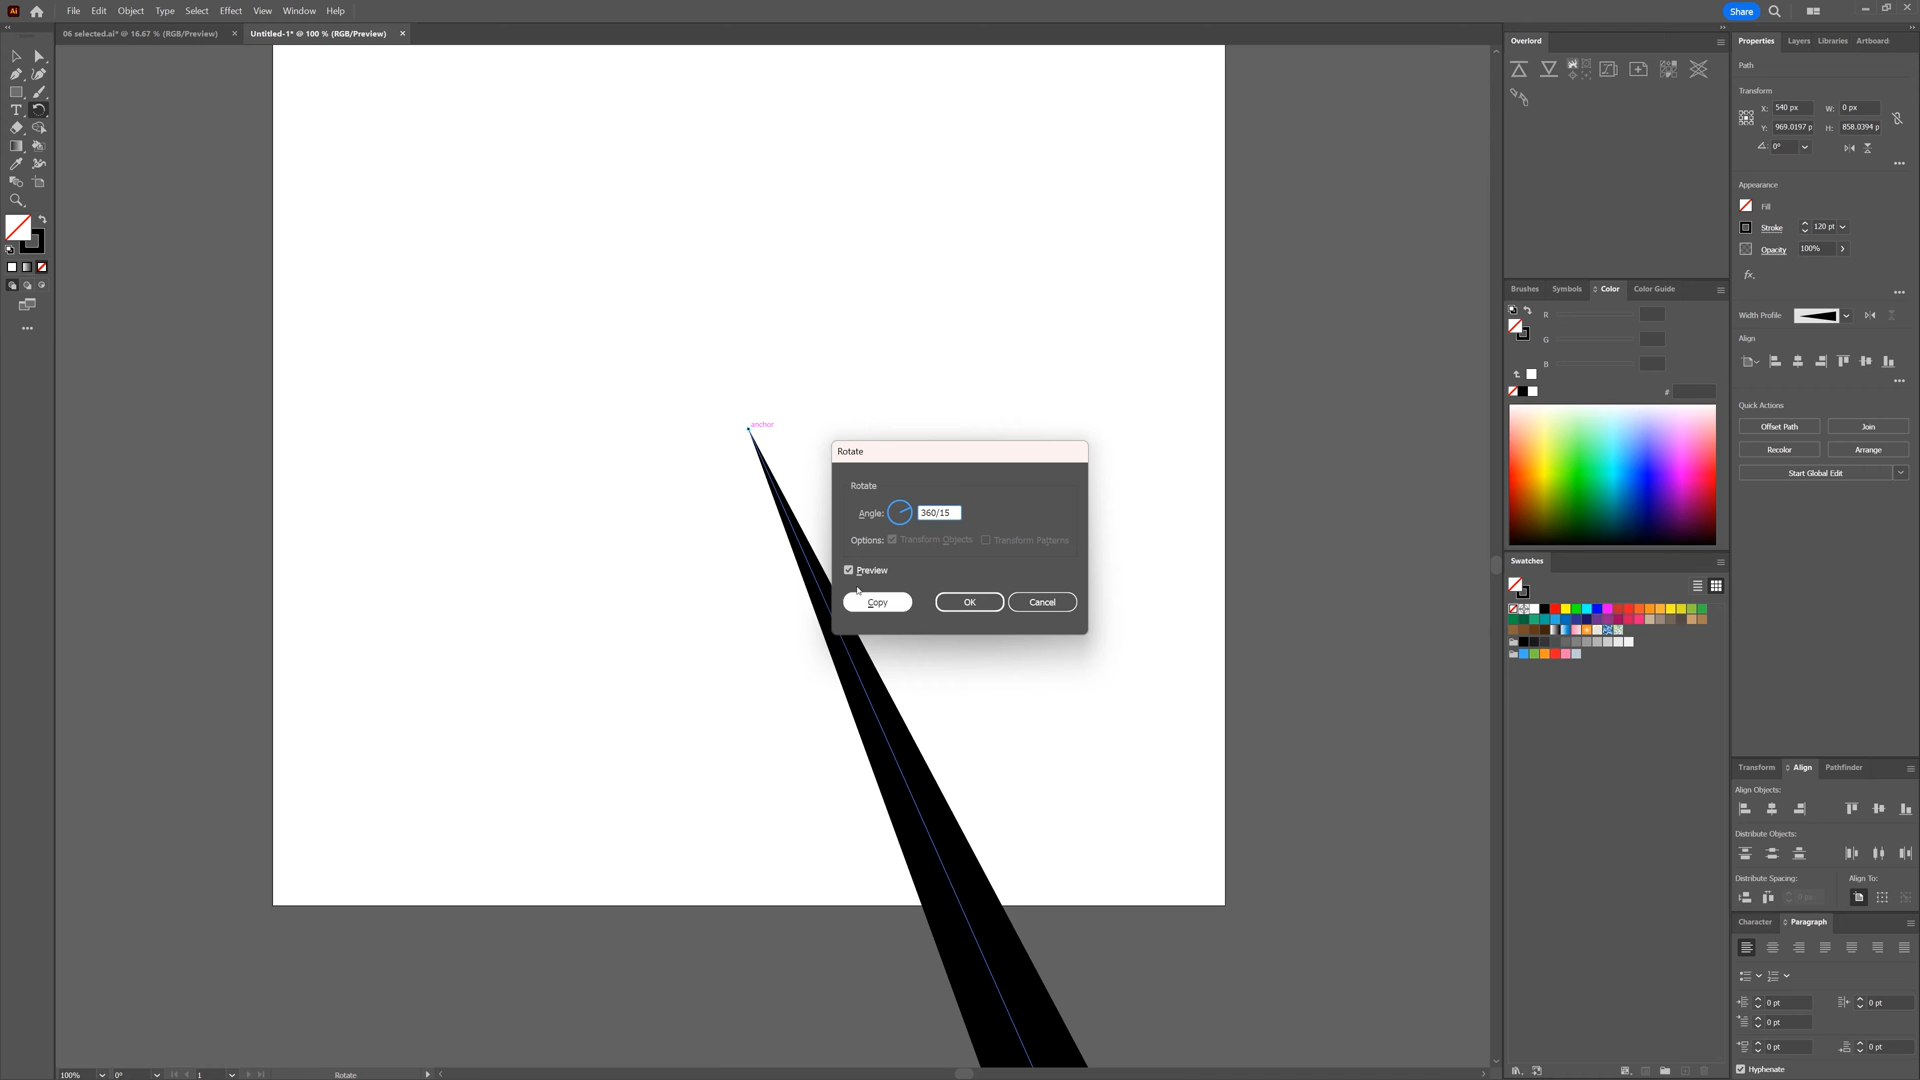 Ai File Edit Object Type Select Effect View Window Help Share
06 selected.ai* @ 16.67 % (RGB/Preview) × Untitled-1* @ 100 % (RGB/Preview) ×
Overlord
Properties Layers Libraries Artboard:
Path
Transform
X: 540 px W: 0 px
Y: 969.0197 p H: 858.0394 p
0°
Appearance
Fill
Stroke 120 pt
Opacity 100%
fx.
Brushes Symbols Color Color Guide
R
G
B
#
Width Profile
Align
Quick Actions
Offset Path Join
Recolor Arrange
Start Global Edit
anchor
Rotate
Rotate
Angle: 360/15
Options: Transform Objects Transform Patterns
Preview
Copy OK Cancel
Swatches
Transform Align Pathfinder
Align Objects:
Distribute Objects:
Distribute Spacing: Align To:
0 px
Character Paragraph
0 pt 0 pt
0 pt
0 pt 0 pt
Hyphenate
100% 0° 1 Rotate